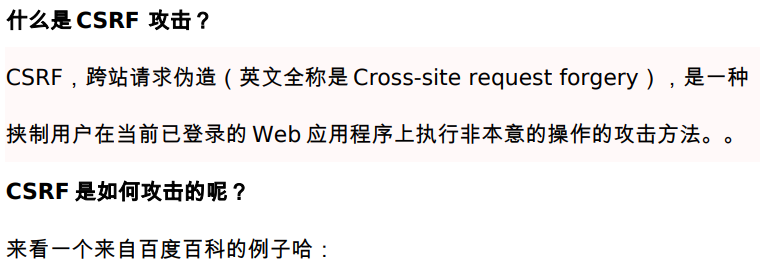 什么是 CSRF 攻击？
CSRF，跨站请求伪造（英文全称是 Cross-site request forgery），是一种
挟制用户在当前已登录的 Web 应用程序上执行非本意的操作的攻击方法。。
CSRF 是如何攻击的呢？
来看一个来自百度百科的例子哈：